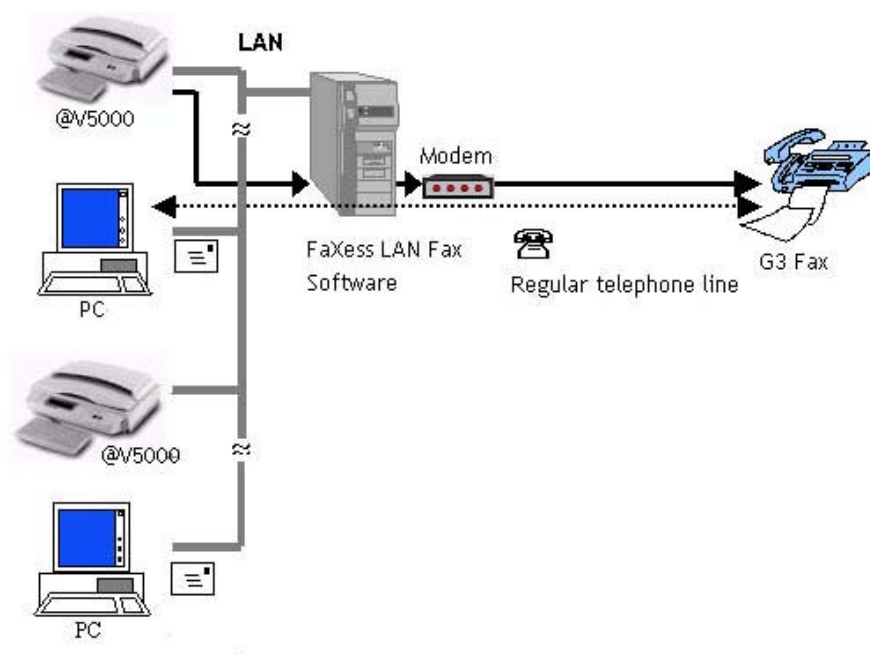 LAN
@V5000
Modem
FaXess LAN Fax
Software
Regular telephone line
G3 Fax
PC
@V5000
PC